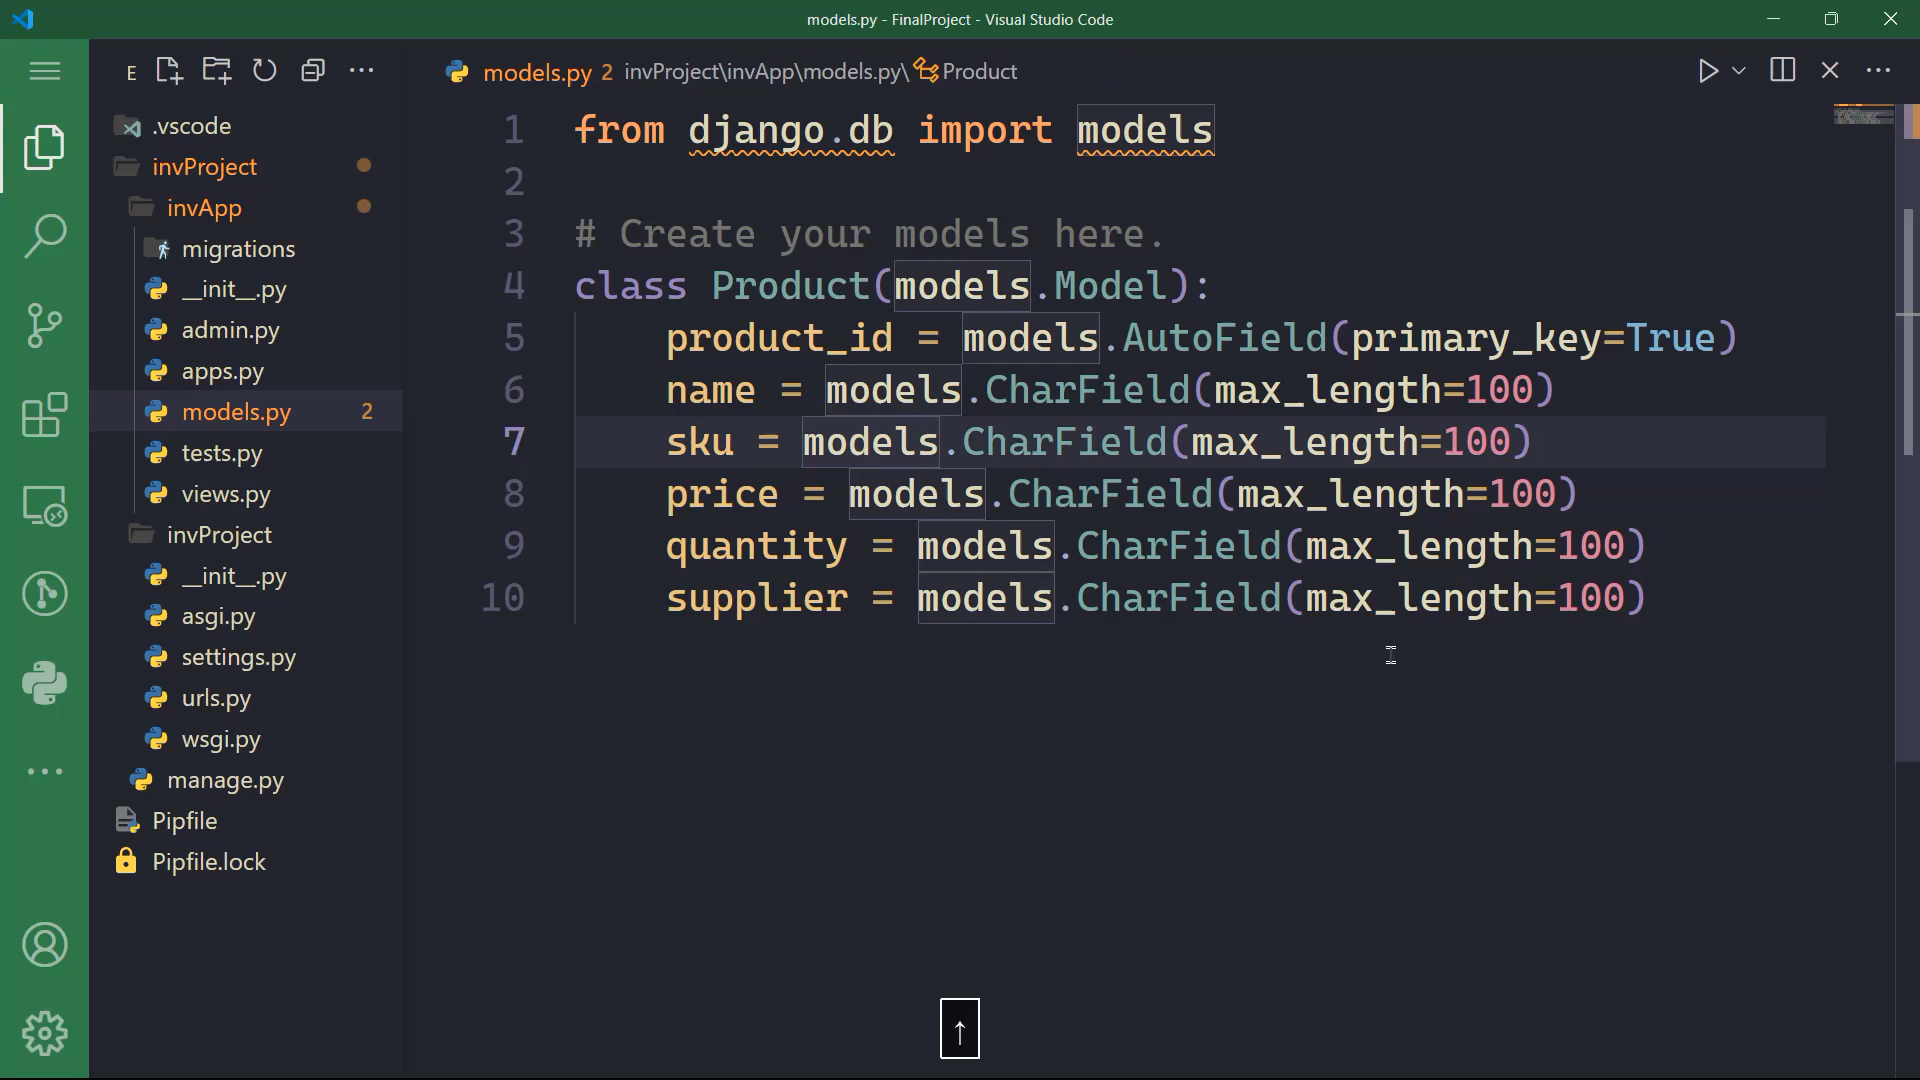 models.py - FinalProject - Visual Studio Code
E
models.py 2 invProject\invApp\models.py\ Product
.vscode
invProject
invApp
migrations
__init__.py
admin.py
apps.py
models.py 2
tests.py
views.py
invProject
__init__.py
asgi.py
settings.py
urls.py
wsgi.py
manage.py
Pipfile
Pipfile.lock
1 from django.db import models
2
3 # Create your models here.
4 class Product(models.Model):
5 product_id = models.AutoField(primary_key=True)
6 name = models.CharField(max_length=100)
7 sku = models.CharField(max_length=100)
8 price = models.CharField(max_length=100)
9 quantity = models.CharField(max_length=100)
10 supplier = models.CharField(max_length=100)
↑